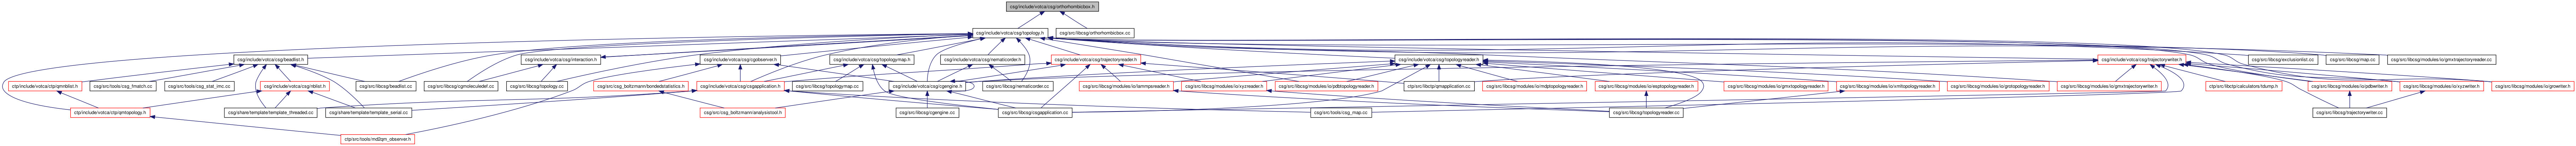 csg/include/votca/csg/orthorhombicbox.h
csg/include/votca/csg/topology.h
csg/src/libcsg/orthorhombicbox.cc
csg/include/votca/csg/beadlist.h
csg/include/votca/csg/interaction.h
csg/include/votca/csg/cgobserver.h
csg/include/votca/csg/topologymap.h
csg/include/votca/csg/nematicorder.h
csg/include/votca/csg/trajectoryreader.h
csg/include/votca/csg/topologyreader.h
csg/include/votca/csg/trajectorywriter.h
csg/src/libcsg/exclusionlist.cc
csg/src/libcsg/map.cc
csg/src/libcsg/modules/io/gmxtrajectoryreader.cc
ctp/include/votca/ctp/qmnblist.h
csg/src/tools/csg_fmatch.cc
csg/src/tools/csg_stat_imc.cc
csg/include/votca/csg/nblist.h
csg/src/libcsg/beadlist.cc
csg/src/libcsg/cgmoleculedef.cc
csg/src/libcsg/topology.cc
csg/src/csg_boltzmann/bondedstatistics.h
csg/include/votca/csg/csgapplication.h
csg/src/libcsg/topologymap.cc
csg/include/votca/csg/cgengine.h
csg/src/libcsg/nematicorder.cc
csg/src/libcsg/modules/io/lammpsreader.h
csg/src/libcsg/modules/io/xyzreader.h
csg/src/libcsg/modules/io/pdbtopologyreader.h
ctp/src/libctp/qmapplication.cc
csg/src/libcsg/modules/io/mdptopologyreader.h
csg/src/libcsg/modules/io/esptopologyreader.h
csg/src/libcsg/modules/io/gmxtopologyreader.h
csg/src/libcsg/modules/io/xmltopologyreader.h
csg/src/libcsg/modules/io/grotopologyreader.h
csg/src/libcsg/modules/io/gmxtrajectorywriter.h
ctp/src/libctp/calculators/tdump.h
csg/src/libcsg/modules/io/pdbwriter.h
csg/src/libcsg/modules/io/xyzwriter.h
csg/src/libcsg/modules/io/growriter.h
ctp/include/votca/ctp/qmtopology.h
csg/share/template/template_threaded.cc
csg/share/template/template_serial.cc
csg/src/csg_boltzmann/analysistool.h
csg/src/libcsg/cgengine.cc
csg/src/libcsg/csgapplication.cc
csg/src/tools/csg_map.cc
csg/src/libcsg/topologyreader.cc
csg/src/libcsg/trajectorywriter.cc
ctp/src/tools/md2qm_observer.h